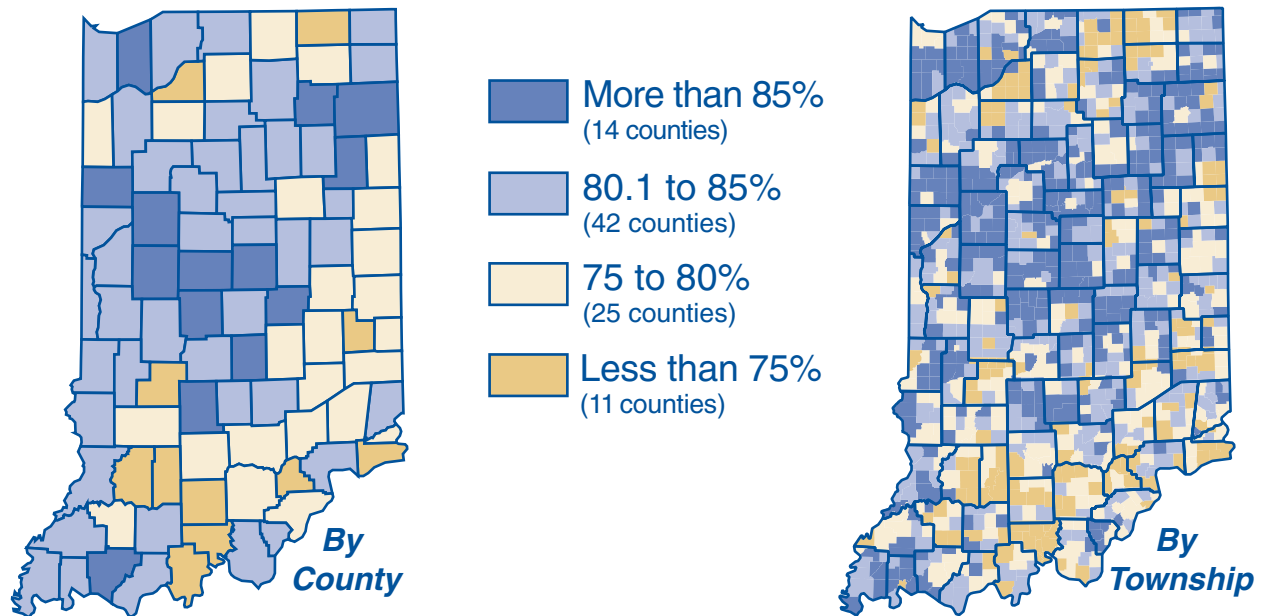 More than 85%
(14 counties)
80.1 to 85%
(42 counties)
75 to 80%
(25 counties)
Less than 75%
(11 counties)
By
County
By
Township